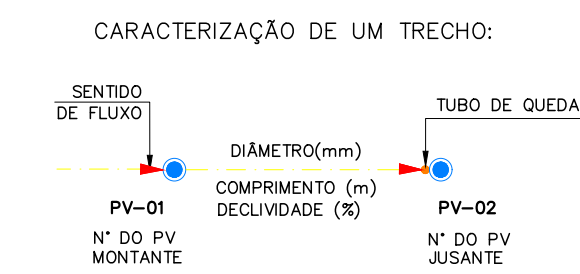 CARACTERIZAÇÃO DE UM TRECHO:
SENTIDO
DE FLUXO
TUBO DE QUEDA
DIÂMETRO(mm)
COMPRIMENTO (m)
DECLIVIDADE (%)
PV-01
N° DO PV
MONTANTE
PV-02
N° DO PV
JUSANTE